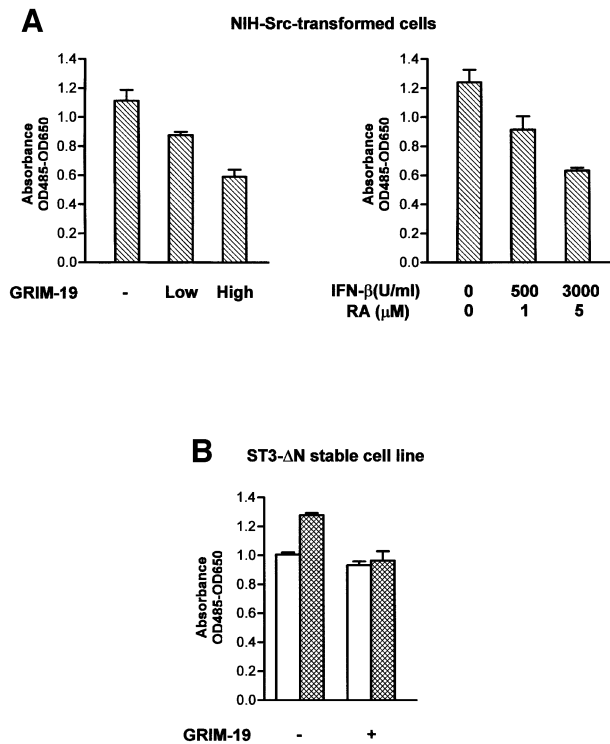 A
NIH-Src-transformed cells
Absorbance
OD485-OD650
1.4
1.2
1.0
0.8
0.6
0.4
0.2
0.0
GRIM-19 - Low High
Absorbance
OD485-OD650
1.4
1.2
1.0
0.8
0.6
0.4
0.2
0.0
IFN-β(U/ml) 0 500 3000
RA (μM) 0 1 5
B
ST3-ΔN stable cell line
Absorbance
OD485-OD650
1.4
1.2
1.0
0.8
0.6
0.4
0.2
0.0
GRIM-19 - +